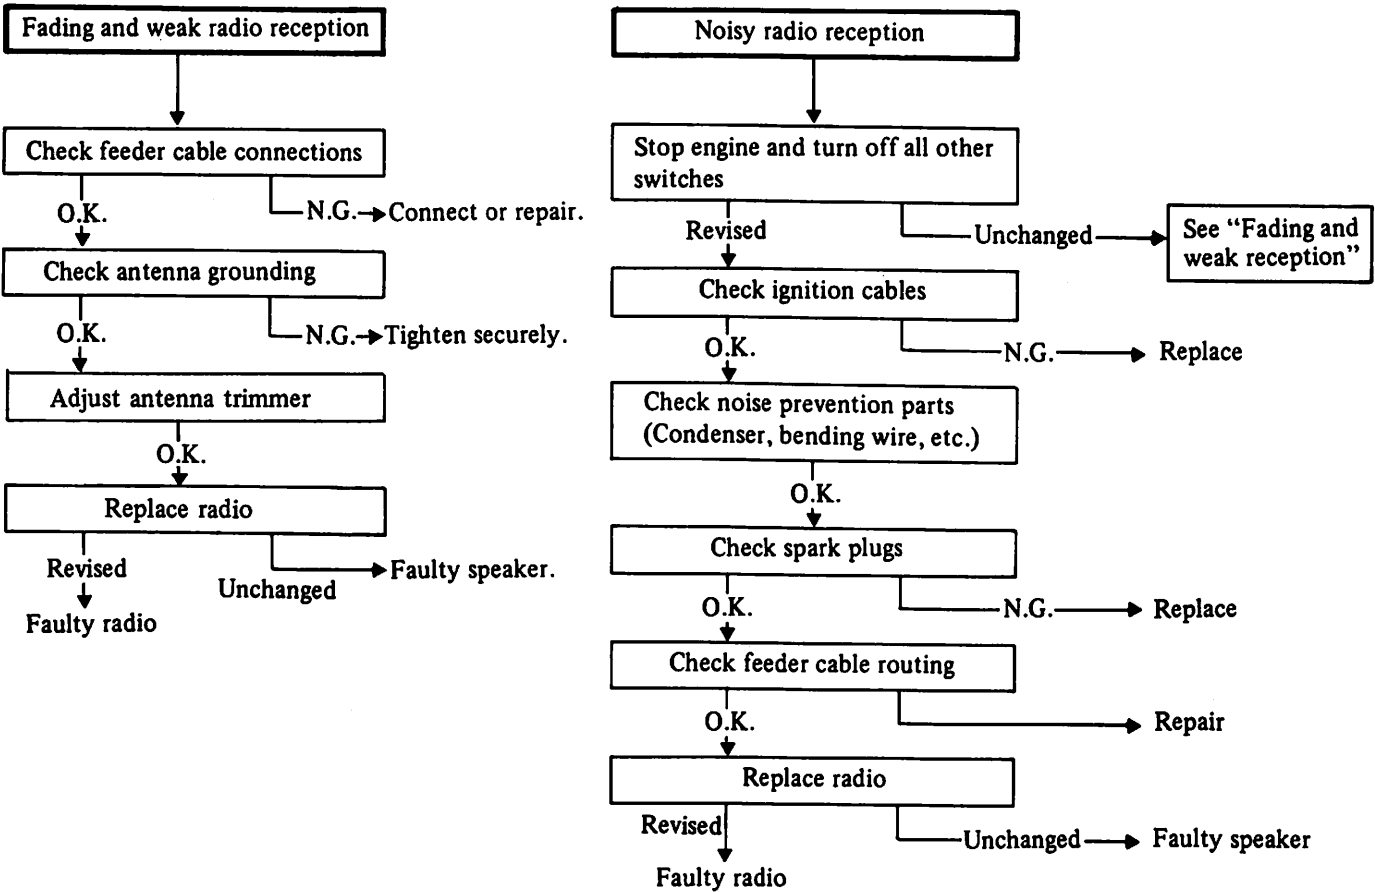 Fading and weak radio reception
Check feeder cable connections
O.K.
N.G.
Connect or repair.
Check antenna grounding
O.K.
N.G.
Tighten securely.
Adjust antenna trimmer
O.K.
Replace radio
Revised
Unchanged
Faulty speaker.
Faulty radio
Noisy radio reception
Stop engine and turn off all other
switches
Revised
Unchanged
See “Fading and
weak reception”
Check ignition cables
O.K.
N.G.
Replace
Check noise prevention parts
(Condenser, bending wire, etc.)
O.K.
Check spark plugs
O.K.
N.G.
Replace
Check feeder cable routing
O.K.
Repair
Replace radio
Revised
Unchanged
Faulty speaker
Faulty radio